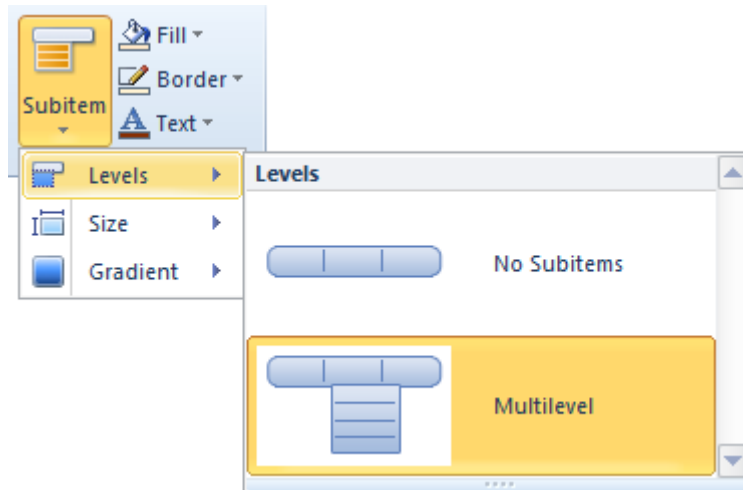 Fill
Border
Subitem
Text
Levels
Size
Gradient
Levels
No Subitems
Multilevel